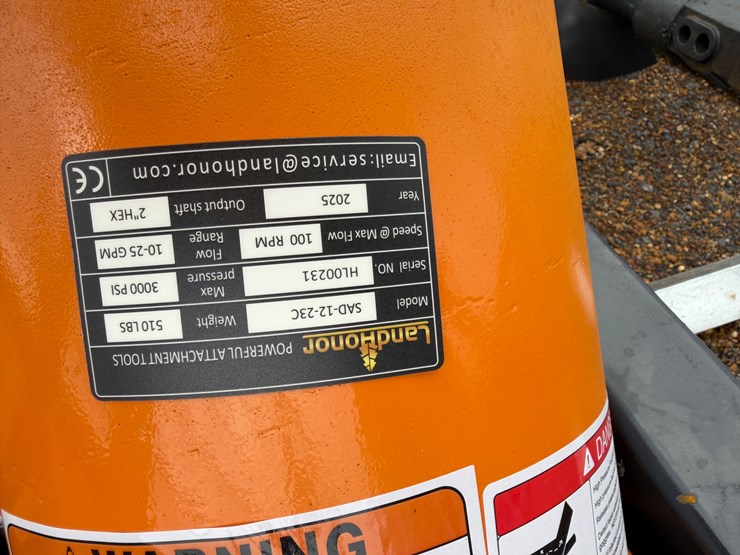 LandHonor POWERFUL ATTACHMENT TOOLS
Model SAD-12-23C Weight 510 LBS
Serial NO. HL00231 Max pressure 3000 PSI
Speed @ Max Flow 100 RPM Flow Range 10-25 GPM
Year 2025 Output shaft 2"HEX
Email:service@landhonor.com CE
WARNING